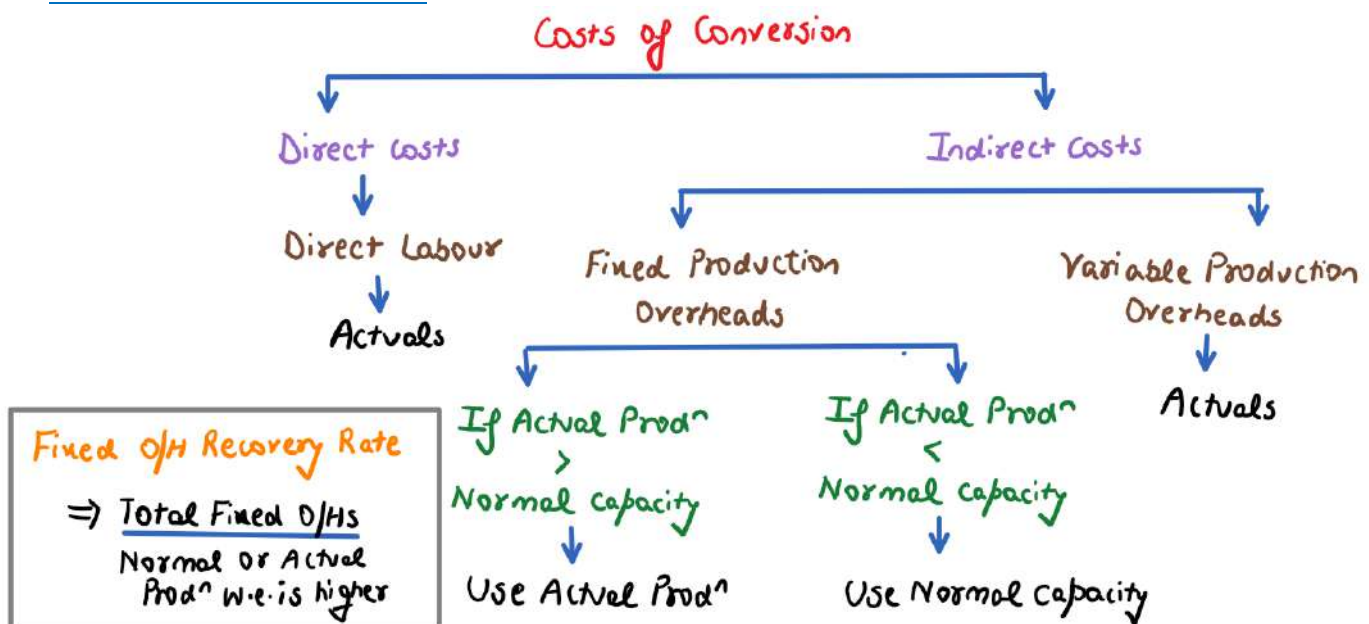 Costs of Conversion
Direct Costs
Indirect Costs
Direct Labour
Fixed Production
Overheads
Variable Production
Overheads
Actuals
Actuals
If Actual Prodⁿ
>
Normal Capacity
If Actual Prodⁿ
<
Normal Capacity
Use Actual Prodⁿ
Use Normal Capacity
Fixed O/H Recovery Rate
⇒ Total Fixed O/Hs
Normal or Actual
Prodⁿ w.e. is higher